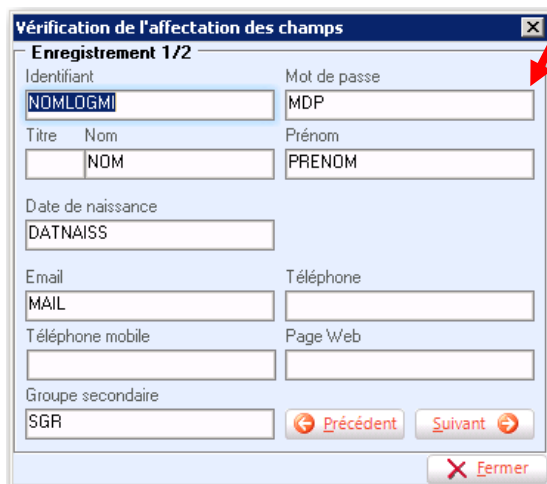 Vérification de l'affectation des champs
Enregistrement 1/2
Identifiant Mot de passe
NOMLOGMI MDP
Titre Nom Prénom
NOM PRENOM
Date de naissance
DATNAISS
Email Téléphone
MAIL
Téléphone mobile Page Web
Groupe secondaire
SGR Précédent Suivant
Fermer